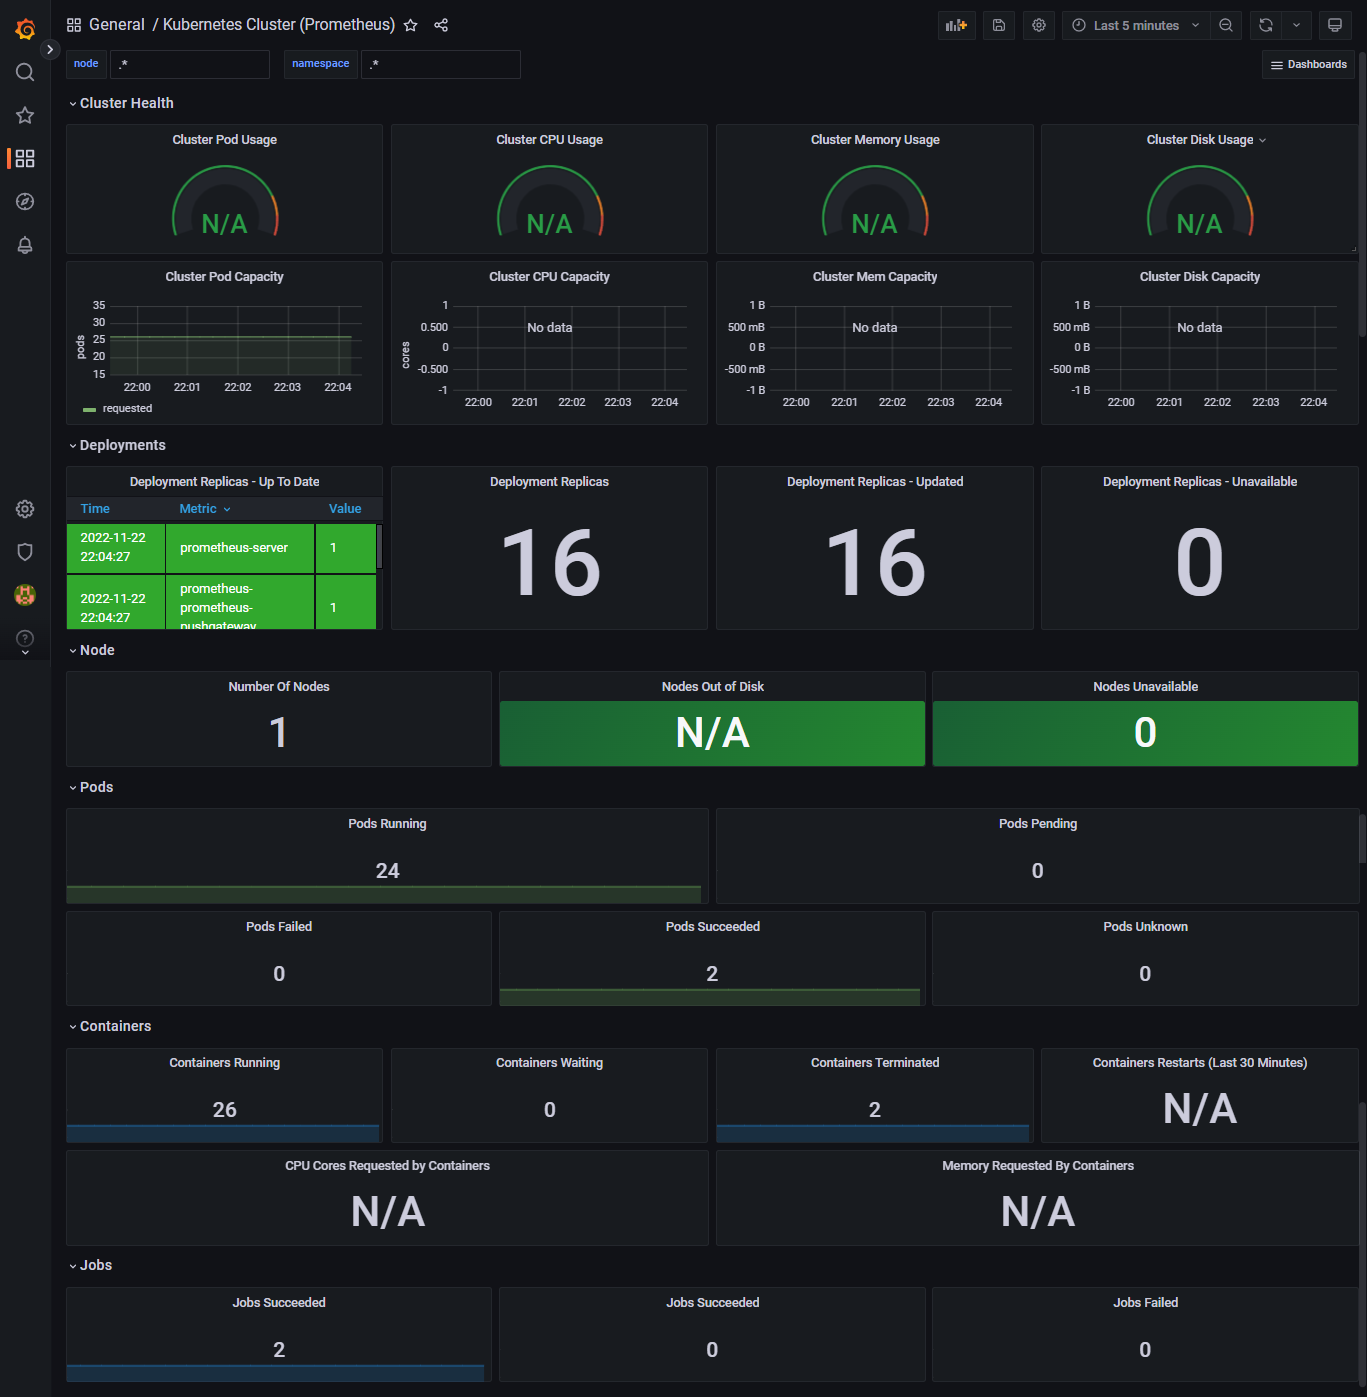 General / Kubernetes Cluster (Prometheus)
Last 5 minutes
node .* namespace .*
Dashboards
Cluster Health
Cluster Pod Usage
N/A
Cluster CPU Usage
N/A
Cluster Memory Usage
N/A
Cluster Disk Usage
N/A
Cluster Pod Capacity
pods
35
30
25
20
15
22:00 22:01 22:02 22:03 22:04
requested
Cluster CPU Capacity
cores
1
0.500
0
-0.500
-1
No data
22:00 22:01 22:02 22:03 22:04
Cluster Mem Capacity
1 B
500 mB
0 B
-500 mB
-1 B
No data
22:00 22:01 22:02 22:03 22:04
Cluster Disk Capacity
1 B
500 mB
0 B
-500 mB
-1 B
No data
22:00 22:01 22:02 22:03 22:04
Deployments
Deployment Replicas - Up To Date
Time Metric Value
2022-11-22
22:04:27
prometheus-server
1
2022-11-22
22:04:27
prometheus-
prometheus-
pushgateway
1
Deployment Replicas
16
Deployment Replicas - Updated
16
Deployment Replicas - Unavailable
0
Node
Number Of Nodes
1
Nodes Out of Disk
N/A
Nodes Unavailable
0
Pods
Pods Running
24
Pods Pending
0
Pods Failed
0
Pods Succeeded
2
Pods Unknown
0
Containers
Containers Running
26
Containers Waiting
0
Containers Terminated
2
Containers Restarts (Last 30 Minutes)
N/A
CPU Cores Requested by Containers
N/A
Memory Requested By Containers
N/A
Jobs
Jobs Succeeded
2
Jobs Succeeded
0
Jobs Failed
0